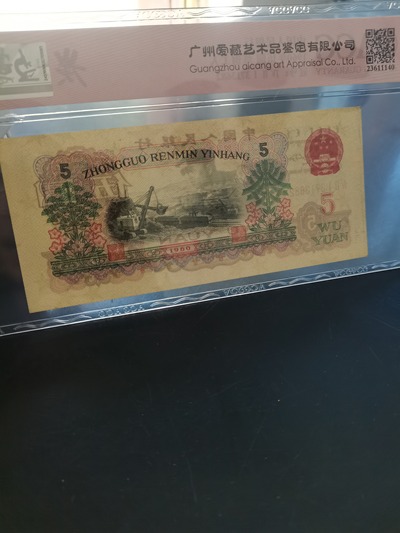 广州爱藏艺术品鉴定有限公司
Guangzhou aicang art Appraisal Co., Ltd.
23611140
5
ZHONGGUO RENMIN YINHANG
5
5
1960
WU
YUAN